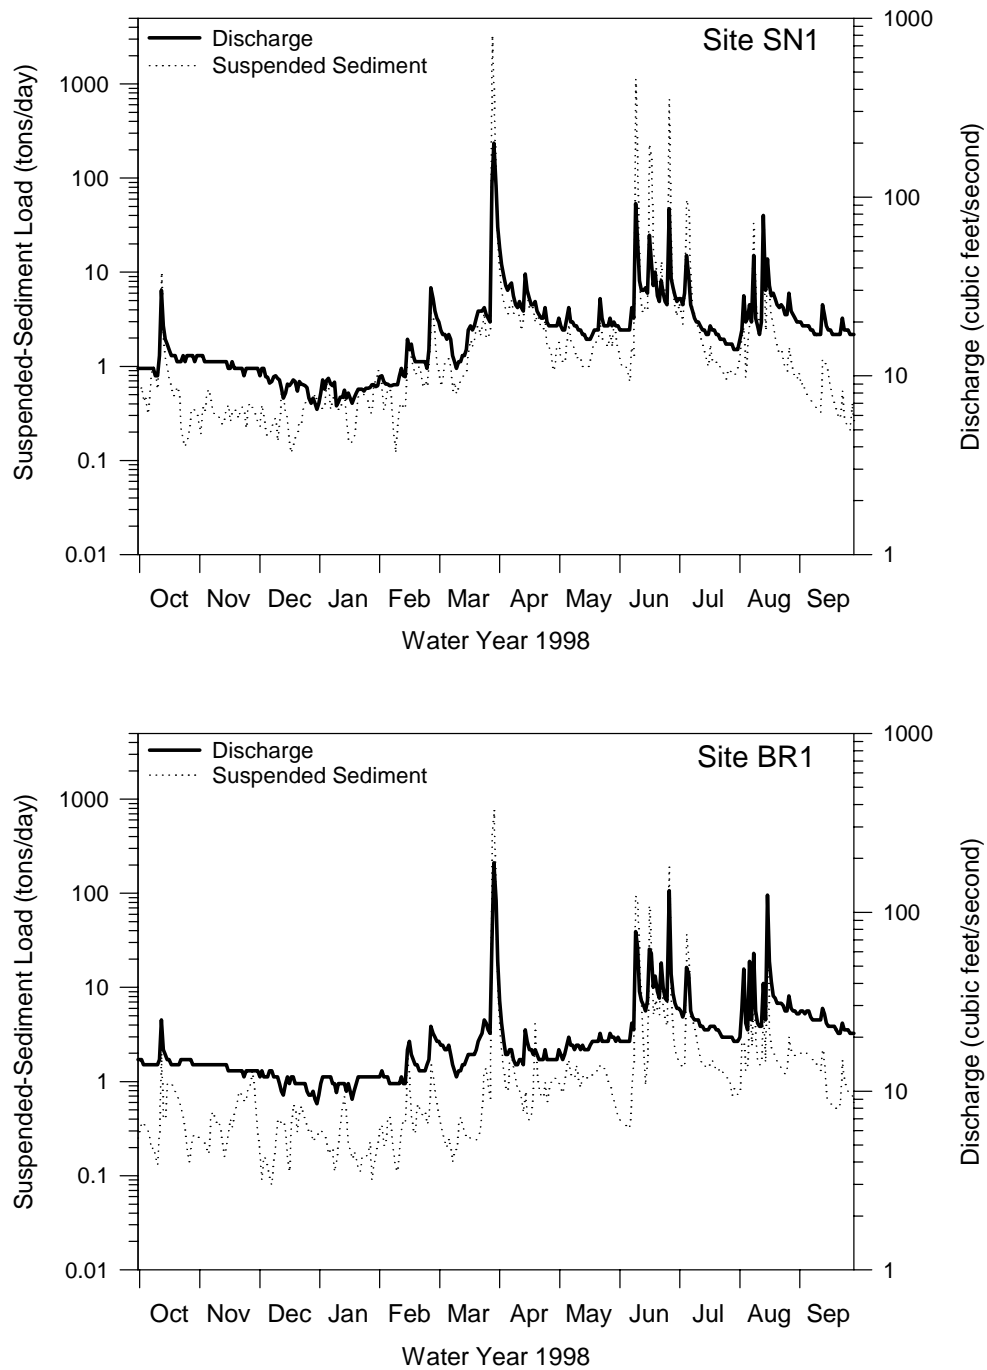 Site SN1
Discharge
Suspended Sediment
Suspended-Sediment Load (tons/day)
1000
100
10
1
0.1
0.01
1000
100
10
1
Discharge (cubic feet/second)
Oct Nov Dec Jan Feb Mar Apr May Jun Jul Aug Sep
Water Year 1998
Site BR1
Discharge
Suspended Sediment
Suspended-Sediment Load (tons/day)
1000
100
10
1
0.1
0.01
1000
100
10
1
Discharge (cubic feet/second)
Oct Nov Dec Jan Feb Mar Apr May Jun Jul Aug Sep
Water Year 1998